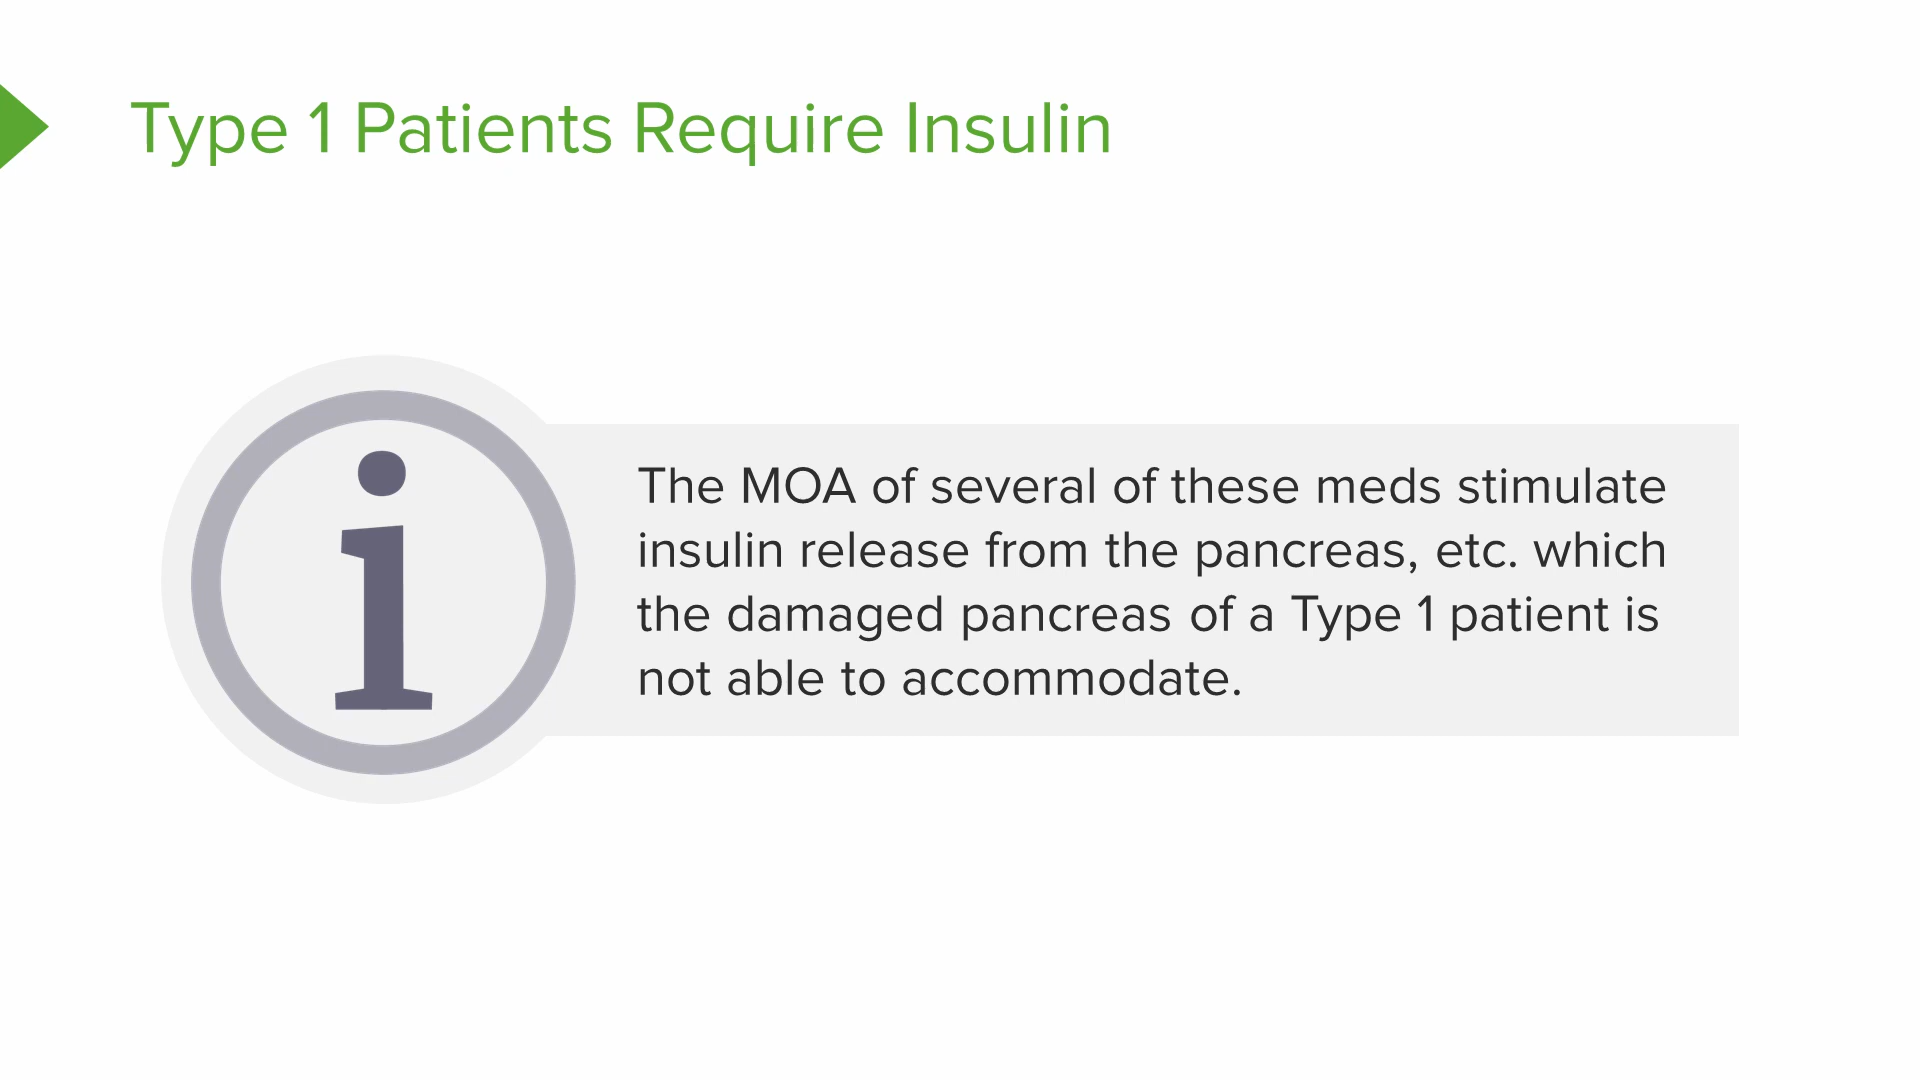 Type 1 Patients Require Insulin
i
The MOA of several of these meds stimulate
insulin release from the pancreas, etc. which
the damaged pancreas of a Type 1 patient is
not able to accommodate.